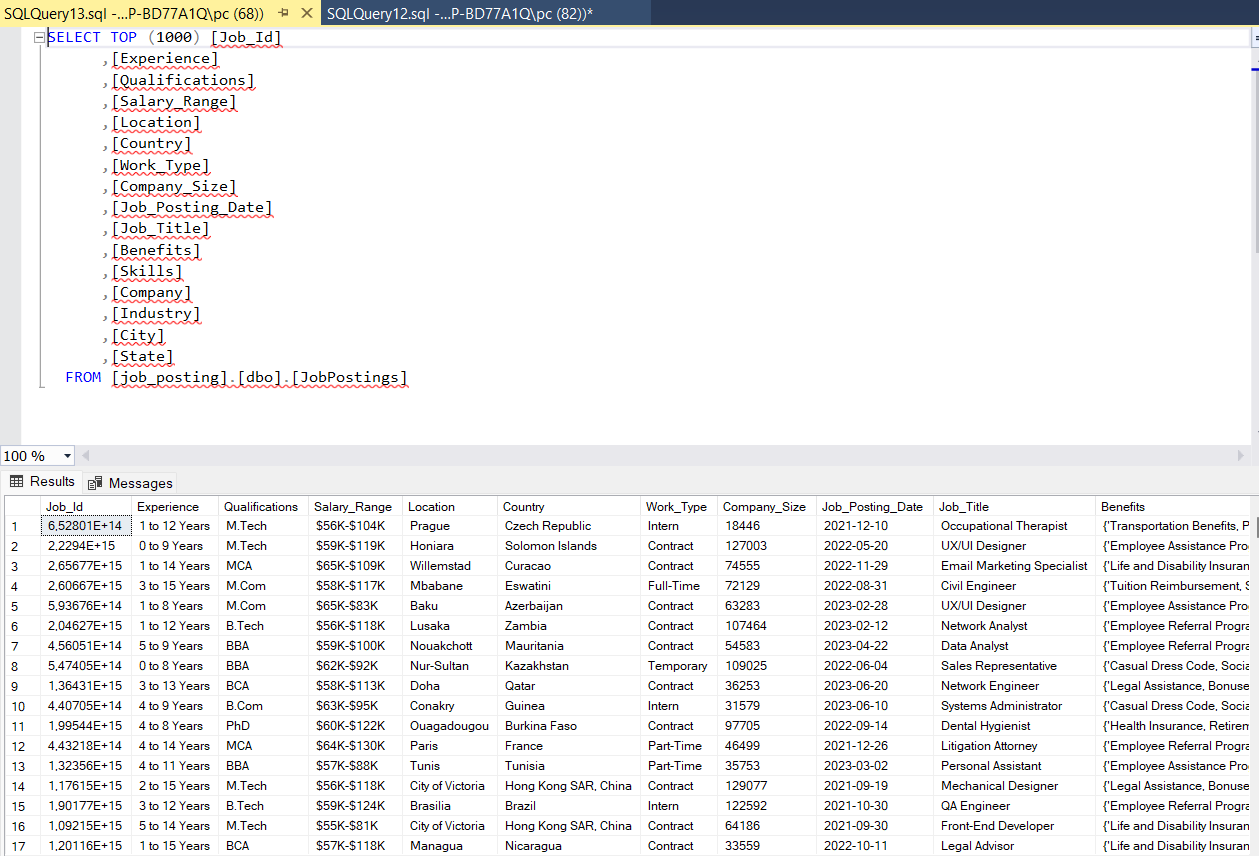 SQLQuery13.sql -...P-BD77A1Q\pc (68)) SQLQuery12.sql -...P-BD77A1Q\pc (82))*
SELECT TOP (1000) [Job_Id]
,[Experience]
,[Qualifications]
,[Salary_Range]
,[Location]
,[Country]
,[Work_Type]
,[Company_Size]
,[Job_Posting_Date]
,[Job_Title]
,[Benefits]
,[Skills]
,[Company]
,[Industry]
,[City]
,[State]
FROM [job_posting].[dbo].[JobPostings]
100 %
Results Messages
Job_Id Experience Qualifications Salary_Range Location Country Work_Type Company_Size Job_Posting_Date Job_Title Benefits
1 6,52801E+14 1 to 12 Years M.Tech $56K-$104K Prague Czech Republic Intern 18446 2021-12-10 Occupational Therapist {'Transportation Benefits, P
2 2,2294E+15 0 to 9 Years M.Tech $59K-$119K Honiara Solomon Islands Contract 127003 2022-05-20 UX/UI Designer {'Employee Assistance Pro
3 2,65677E+15 1 to 14 Years MCA $65K-$109K Willemstad Curacao Contract 74555 2022-11-29 Email Marketing Specialist {'Life and Disability Insuran
4 2,60667E+15 3 to 15 Years M.Com $58K-$117K Mbabane Eswatini Full-Time 72129 2022-08-31 Civil Engineer {'Tuition Reimbursement, S
5 5,93676E+14 1 to 8 Years M.Com $65K-$83K Baku Azerbaijan Contract 63283 2023-02-28 UX/UI Designer {'Employee Assistance Pro
6 2,04627E+15 1 to 12 Years B.Tech $56K-$118K Lusaka Zambia Contract 107464 2023-02-12 Network Analyst {'Employee Referral Progra
7 4,56051E+14 5 to 9 Years BBA $59K-$100K Nouakchott Mauritania Contract 54583 2023-04-22 Data Analyst {'Employee Referral Progra
8 5,47405E+14 0 to 8 Years BBA $62K-$92K Nur-Sultan Kazakhstan Temporary 109025 2022-06-04 Sales Representative {'Casual Dress Code, Socia
9 1,36431E+15 3 to 13 Years BCA $58K-$113K Doha Qatar Contract 36253 2023-06-20 Network Engineer {'Legal Assistance, Bonuse
10 4,40705E+14 4 to 9 Years B.Com $63K-$95K Conakry Guinea Intern 31579 2023-06-10 Systems Administrator {'Casual Dress Code, Socia
11 1,99544E+15 4 to 8 Years PhD $60K-$122K Ouagadougou Burkina Faso Contract 97705 2022-09-14 Dental Hygienist {'Health Insurance, Retirem
12 4,43218E+14 4 to 14 Years MCA $64K-$130K Paris France Part-Time 46499 2021-12-26 Litigation Attorney {'Employee Referral Progra
13 1,32356E+15 4 to 11 Years BBA $57K-$88K Tunis Tunisia Part-Time 35753 2023-03-02 Personal Assistant {'Employee Assistance Pro
14 1,17615E+15 2 to 15 Years M.Tech $56K-$118K City of Victoria Hong Kong SAR, China Contract 129077 2021-09-19 Mechanical Designer {'Legal Assistance, Bonuse
15 1,90177E+15 3 to 12 Years B.Tech $59K-$124K Brasilia Brazil Intern 122592 2021-10-30 QA Engineer {'Employee Referral Progra
16 1,09215E+15 5 to 14 Years M.Tech $55K-$81K City of Victoria Hong Kong SAR, China Contract 64186 2021-09-30 Front-End Developer {'Life and Disability Insuran
17 1,20116E+15 1 to 15 Years BCA $57K-$118K Managua Nicaragua Contract 33559 2022-10-11 Legal Advisor {'Life and Disability Insuran